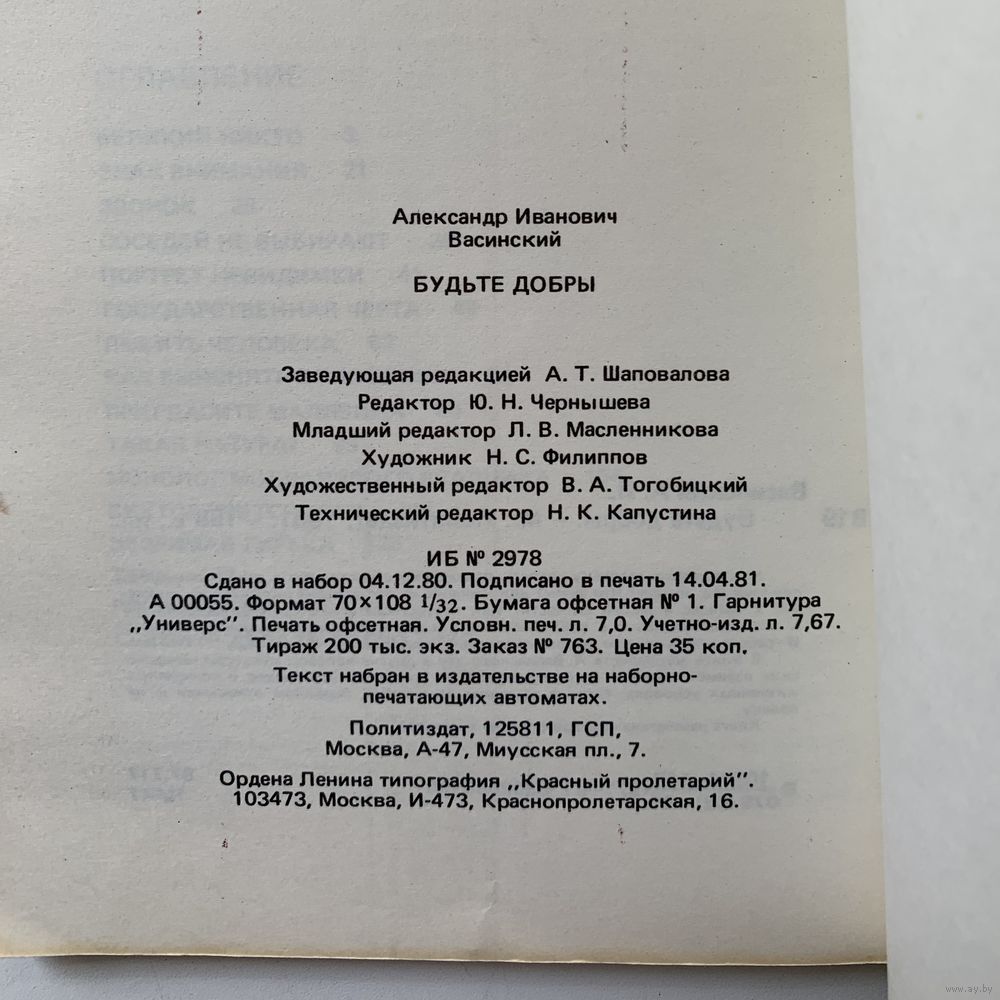 Александр Иванович
Васинский
БУДЬТЕ ДОБРЫ
Заведующая редакцией А. Т. Шаповалова
Редактор Ю. Н. Чернышева
Младший редактор Л. В. Масленникова
Художник Н. С. Филиппов
Художественный редактор В. А. Тогобицкий
Технический редактор Н. К. Капустина
ИБ № 2978
Сдано в набор 04.12.80. Подписано в печать 14.04.81.
А 00055. Формат 70×108 1/32. Бумага офсетная № 1. Гарнитура
„Универс". Печать офсетная. Условн. печ. л. 7,0. Учетно-изд. л. 7,67.
Тираж 200 тыс. экз. Заказ № 763. Цена 35 коп.
Текст набран в издательстве на наборно-
печатающих автоматах.
Политиздат, 125811, ГСП,
Москва, А-47, Миусская пл., 7.
Ордена Ленина типография „Красный пролетарий".
103473, Москва, И-473, Краснопролетарская, 16.
www.ay.by